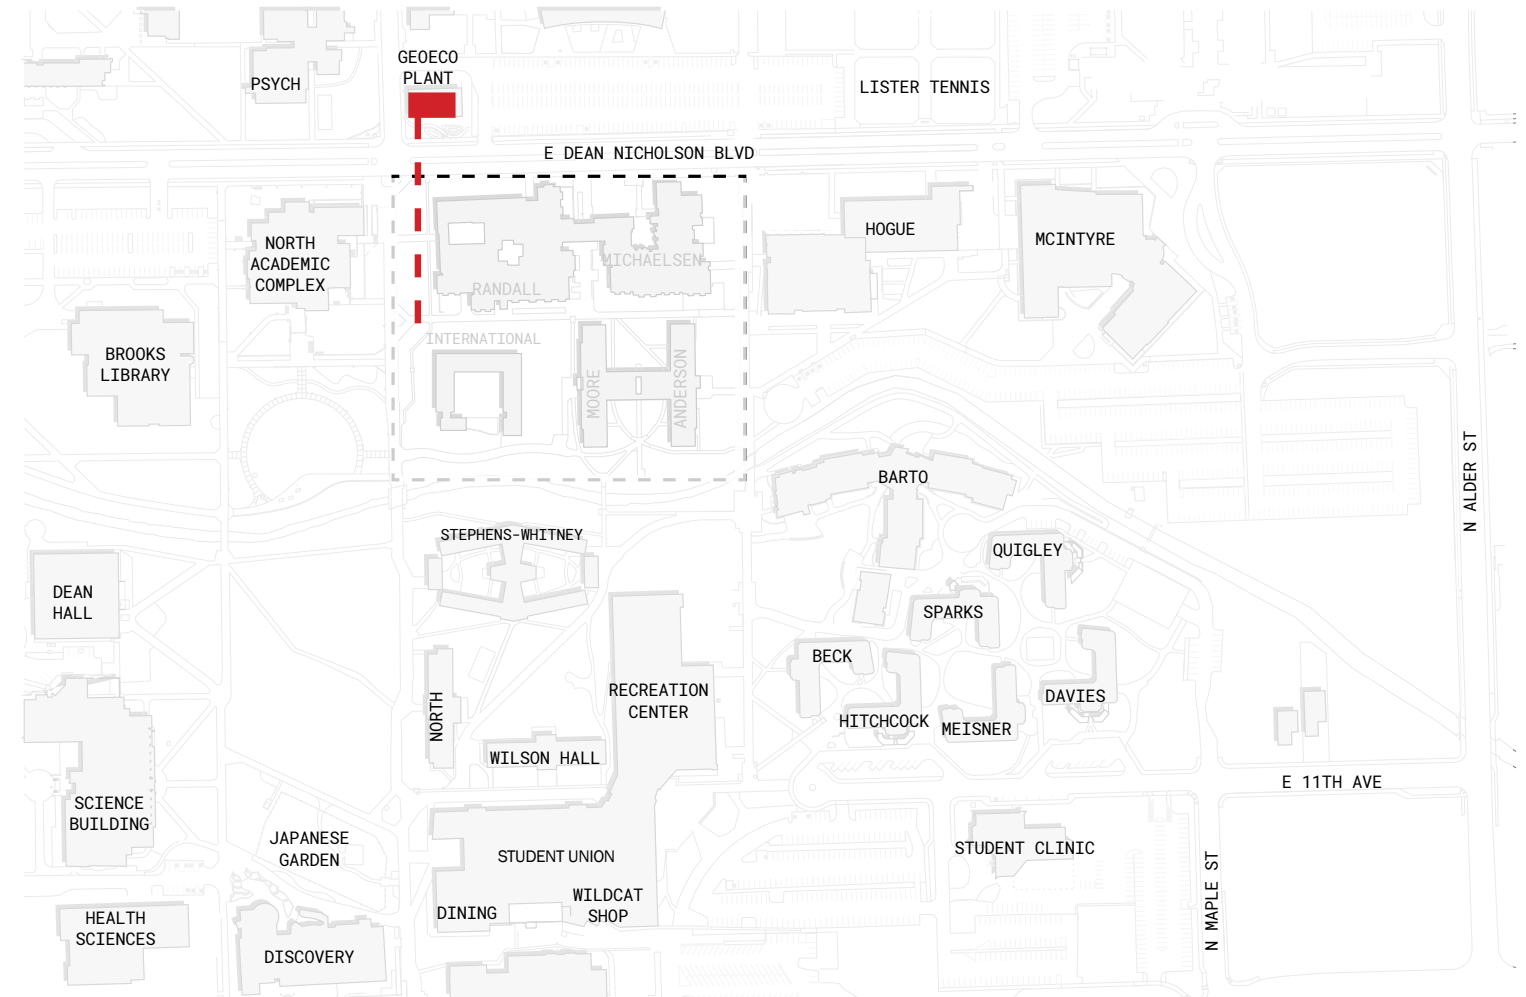 GEOECO
PLANT
PSYCH
LISTER TENNIS
E DEAN NICHOLSON BLVD
HOGUE
MCINTYRE
NORTH
ACADEMIC
COMPLEX
MICHAELSEN
RANDALL
INTERNATIONAL
BROOKS
LIBRARY
MOORE
ANDERSON
N ALDER ST
BARTO
STEPHENS-WHITNEY
QUIGLEY
DEAN
HALL
SPARKS
BECK
RECREATION
CENTER
DAVIES
NORTH
HITCHCOCK
MEISNER
WILSON HALL
E 11TH AVE
SCIENCE
BUILDING
JAPANESE
GARDEN
STUDENT UNION
STUDENT CLINIC
WILDCAT
SHOP
DINING
N MAPLE ST
HEALTH
SCIENCES
DISCOVERY